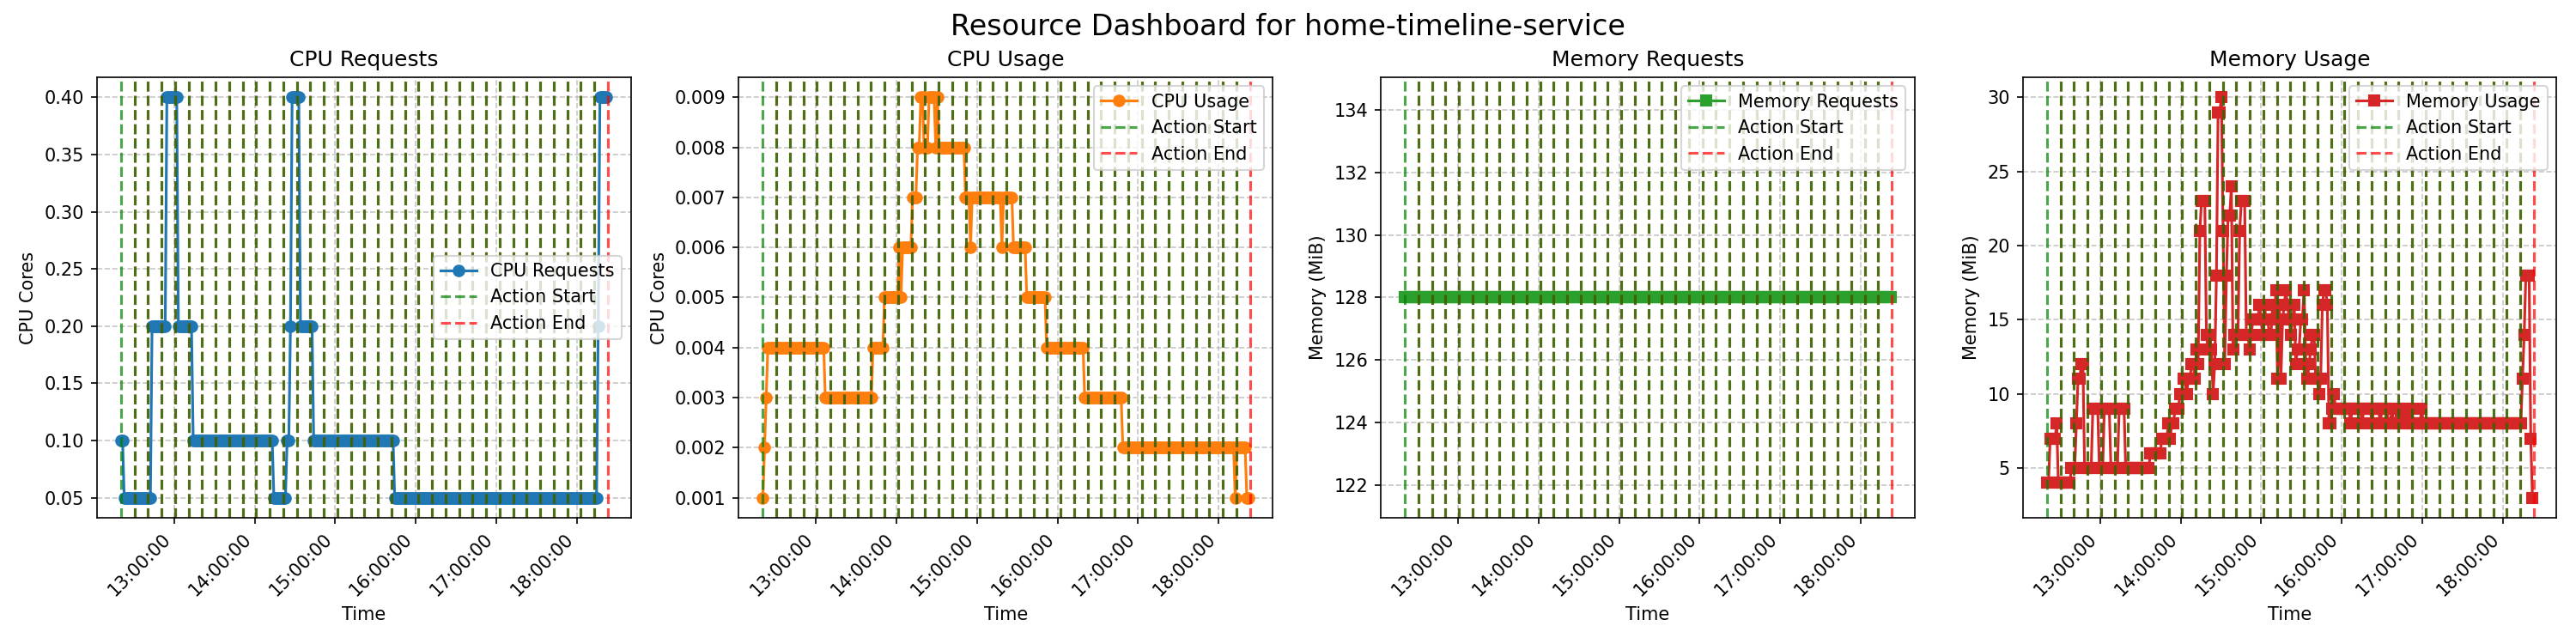 Resource Dashboard for home-timeline-service
CPU Requests
0.40
0.35
0.30
0.25
0.20
0.15
0.10
0.05
CPU Cores
CPU Requests
Action Start
Action End
13:00:00
14:00:00
15:00:00
16:00:00
17:00:00
18:00:00
Time
CPU Usage
0.009
0.008
0.007
0.006
0.005
0.004
0.003
0.002
0.001
CPU Cores
CPU Usage
Action Start
Action End
13:00:00
14:00:00
15:00:00
16:00:00
17:00:00
18:00:00
Time
Memory Requests
134
132
130
128
126
124
122
Memory (MiB)
Memory Requests
Action Start
Action End
13:00:00
14:00:00
15:00:00
16:00:00
17:00:00
18:00:00
Time
Memory Usage
30
25
20
15
10
5
Memory (MiB)
Memory Usage
Action Start
Action End
13:00:00
14:00:00
15:00:00
16:00:00
17:00:00
18:00:00
Time